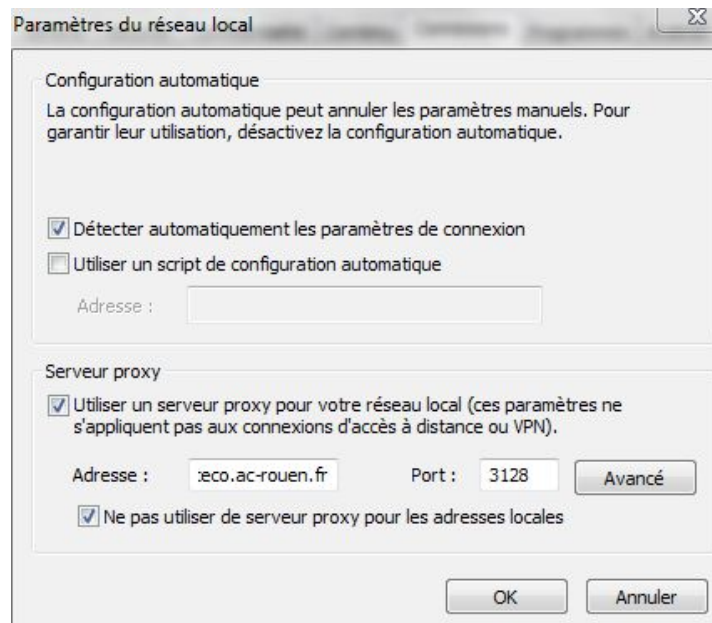 Paramètres du réseau local
Configuration automatique
La configuration automatique peut annuler les paramètres manuels. Pour
garantir leur utilisation, désactivez la configuration automatique.
Détecter automatiquement les paramètres de connexion
Utiliser un script de configuration automatique
Adresse :
Serveur proxy
Utiliser un serveur proxy pour votre réseau local (ces paramètres ne
s'appliquent pas aux connexions d'accès à distance ou VPN).
Adresse : eco.ac-rouen.fr Port : 3128 Avancé
Ne pas utiliser de serveur proxy pour les adresses locales
OK Annuler